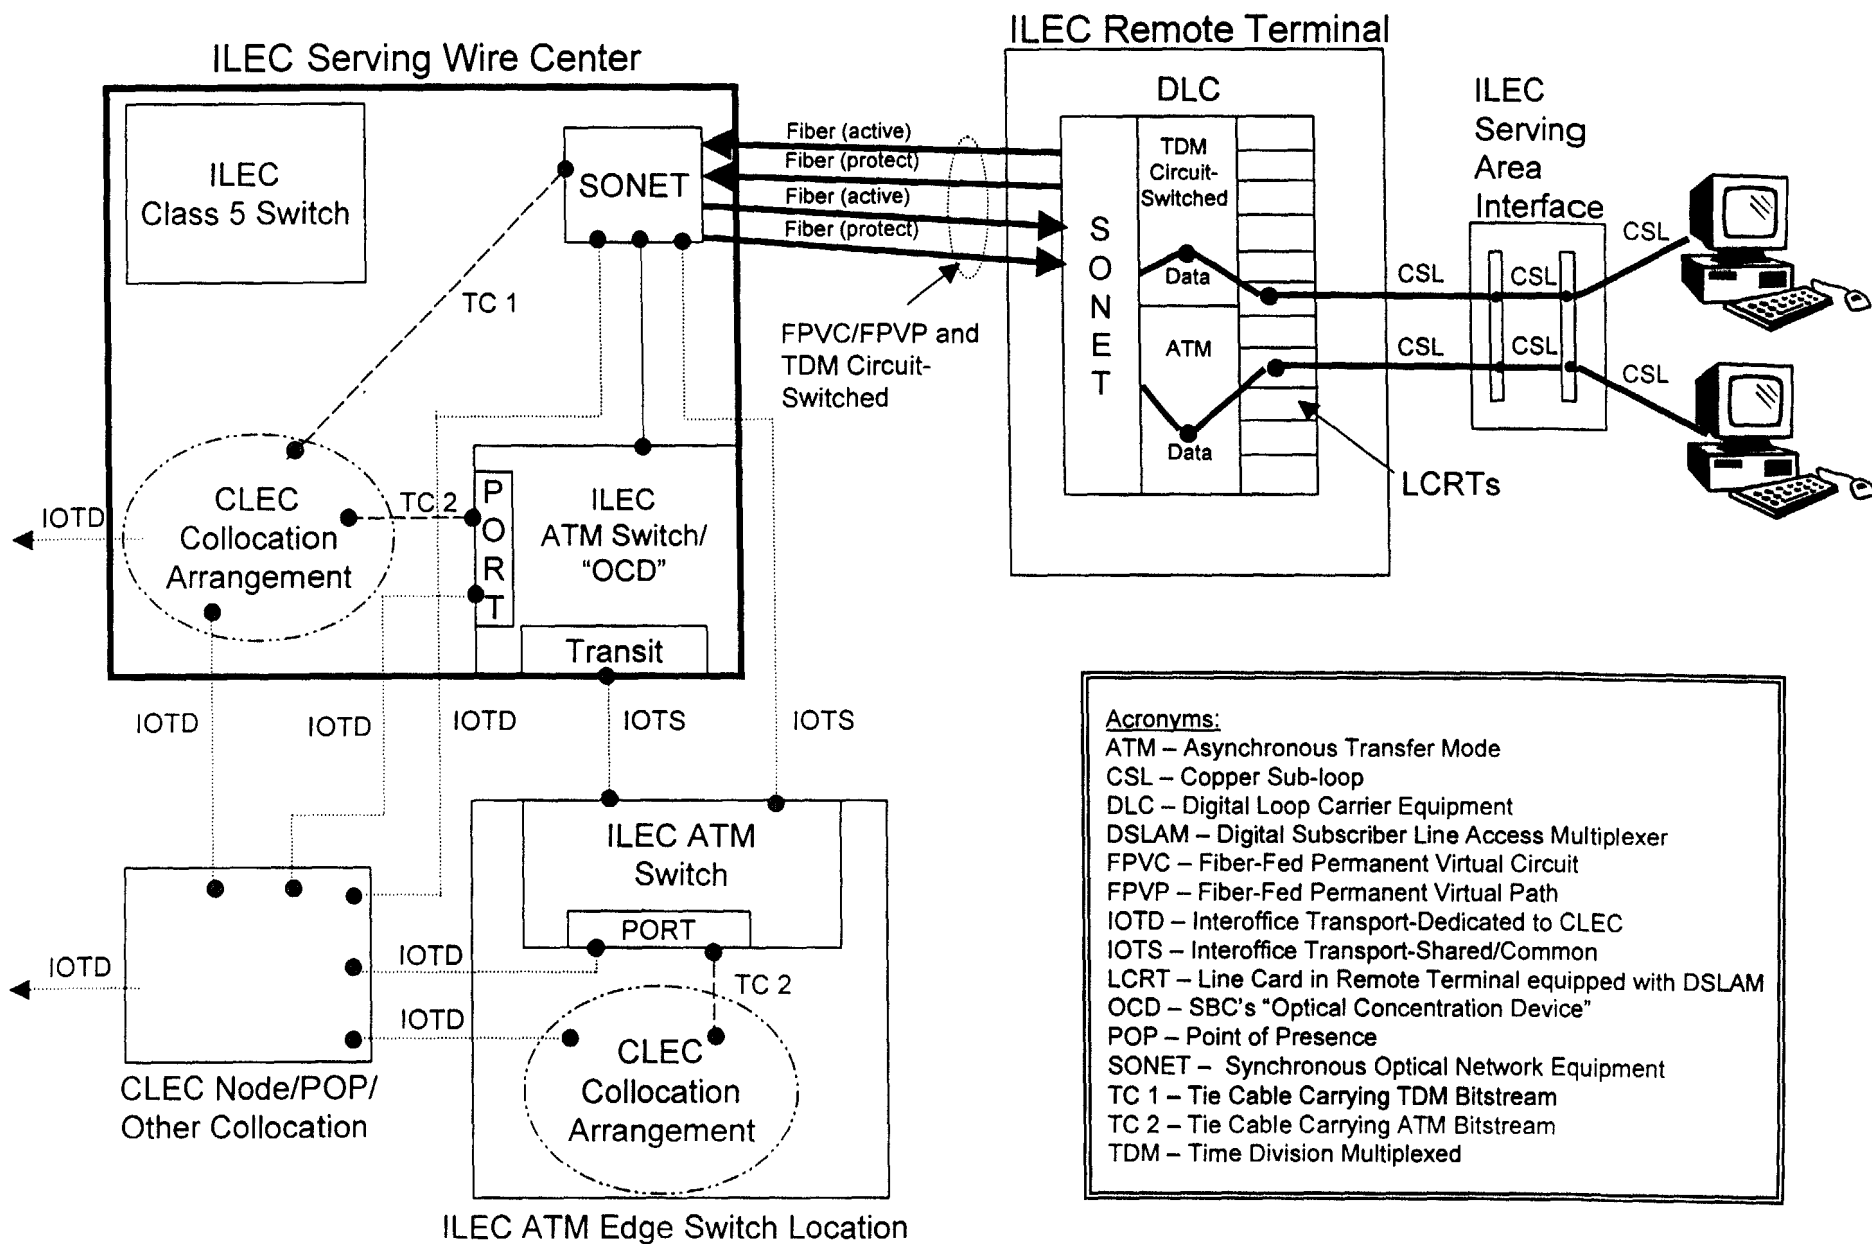 ILEC Serving Wire Center
ILEC
Class 5 Switch
SONET
TC 1
CLEC
Collocation
Arrangement
IOTD
TC 2
PORT
ILEC
ATM Switch/
“OCD”
Transit
Fiber (active)
Fiber (protect)
Fiber (active)
Fiber (protect)
FPVC/FPVP and
TDM Circuit-
Switched
ILEC Remote Terminal
DLC
SONET
TDM
Circuit-
Switched
Data
ATM
Data
LCRTs
CSL
CSL
ILEC
Serving
Area
Interface
CSL
CSL
CSL
CSL
IOTD
IOTD
IOTD
IOTS
IOTS
ILEC ATM
Switch
PORT
TC 2
CLEC
Collocation
Arrangement
ILEC ATM Edge Switch Location
IOTD
IOTD
IOTD
CLEC Node/POP/
Other Collocation
Acronyms:
ATM – Asynchronous Transfer Mode
CSL – Copper Sub-loop
DLC – Digital Loop Carrier Equipment
DSLAM – Digital Subscriber Line Access Multiplexer
FPVC – Fiber-Fed Permanent Virtual Circuit
FPVP – Fiber-Fed Permanent Virtual Path
IOTD – Interoffice Transport-Dedicated to CLEC
IOTS – Interoffice Transport-Shared/Common
LCRT – Line Card in Remote Terminal equipped with DSLAM
OCD – SBC’s “Optical Concentration Device”
POP – Point of Presence
SONET – Synchronous Optical Network Equipment
TC 1 – Tie Cable Carrying TDM Bitstream
TC 2 – Tie Cable Carrying ATM Bitstream
TDM – Time Division Multiplexed